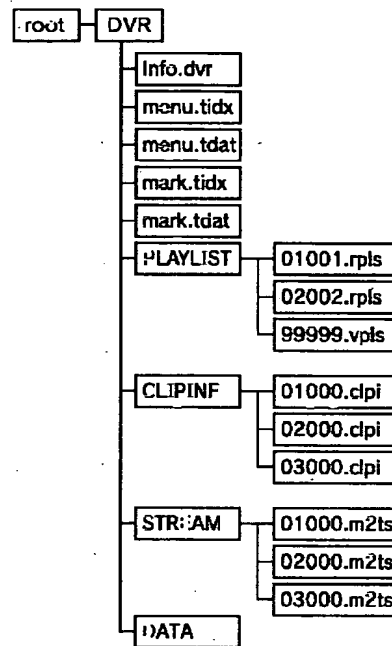 root DVR
Info.dvr
menu.tidx
menu.tdat
mark.tidx
mark.tdat
PLAYLIST 01001.rpls
02002.rpls
99999.vpls
CLIPINF 01000.clpi
02000.clpi
03000.clpi
STREAM 01000.m2ts
02000.m2ts
03000.m2ts
DATA